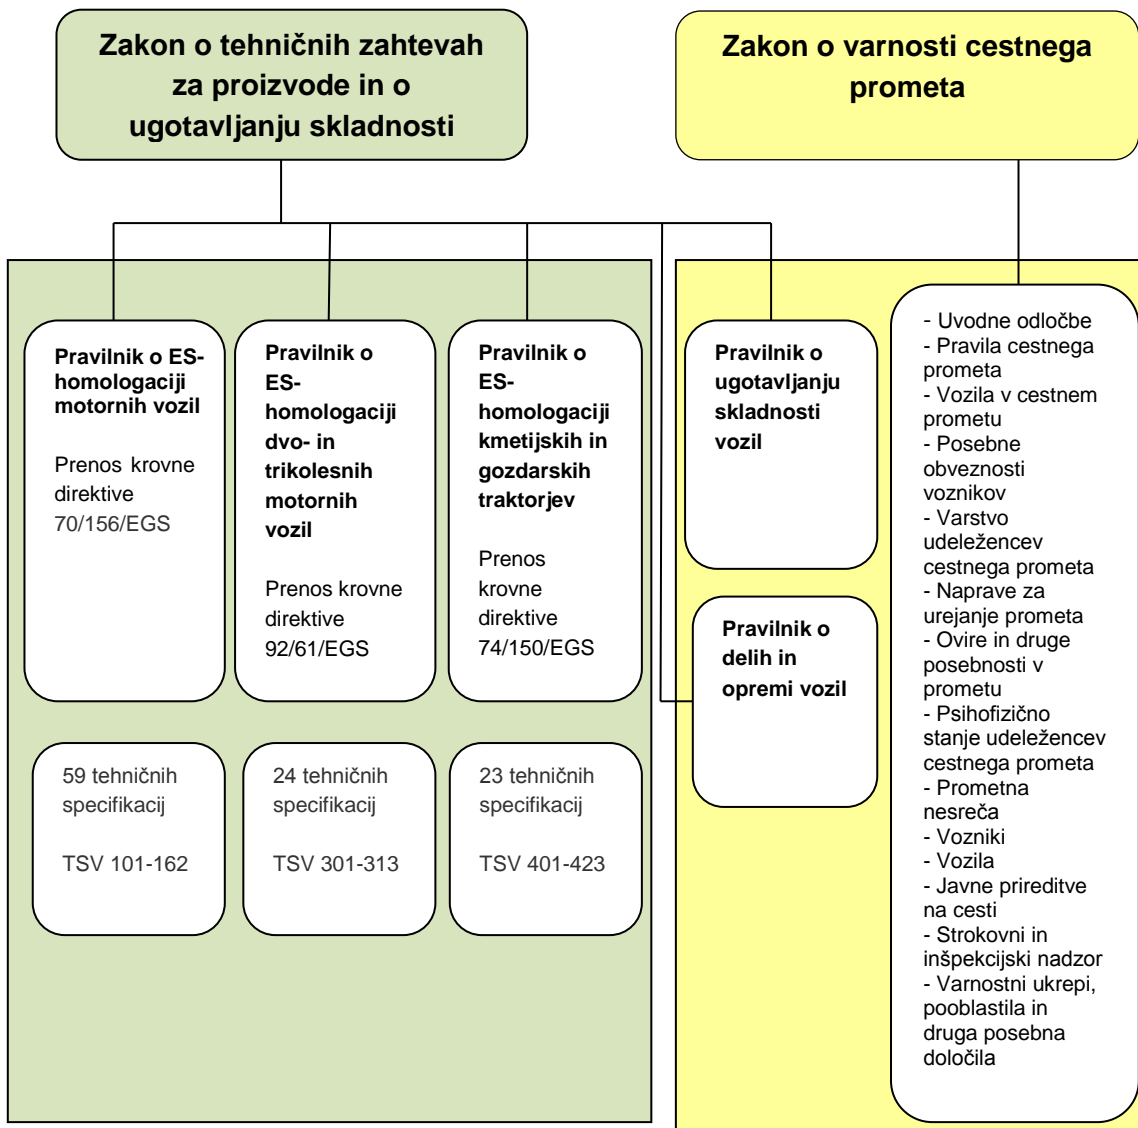 Zakon o tehničnih zahtevah
za proizvode in o
ugotavljanju skladnosti
Zakon o varnosti cestnega
prometa
Pravilnik o ES-
homologaciji
motornih vozil
Prenos krovne
direktive
70/156/EGS
Pravilnik o
ES-
homologaciji
dvo- in
trikolesnih
motornih
vozil
Prenos krovne
direktive
92/61/EGS
Pravilnik o
ES-
homologaciji
kmetijskih in
gozdarskih
traktorjev
Prenos
krovne
direktive
74/150/EGS
Pravilnik o
ugotavljanju
skladnosti
vozil
Pravilnik o
delih in
opremi vozil
- Uvodne odločbe
- Pravila cestnega
prometa
- Vozila v cestnem
prometu
- Posebne
obveznosti
voznikov
- Varstvo
udeležencev
cestnega prometa
- Naprave za
urejanje prometa
- Ovire in druge
posebnosti v
prometu
- Psihofizično
stanje udeležencev
cestnega prometa
- Prometna
nesreča
- Vozniki
- Vozila
- Javne prireditve
na cesti
- Strokovni in
inšpekcijski nadzor
- Varnostni ukrepi,
pooblastila in
druga posebna
določila
59 tehničnih
specifikacij
TSV 101-162
24 tehničnih
specifikacij
TSV 301-313
23 tehničnih
specifikacij
TSV 401-423